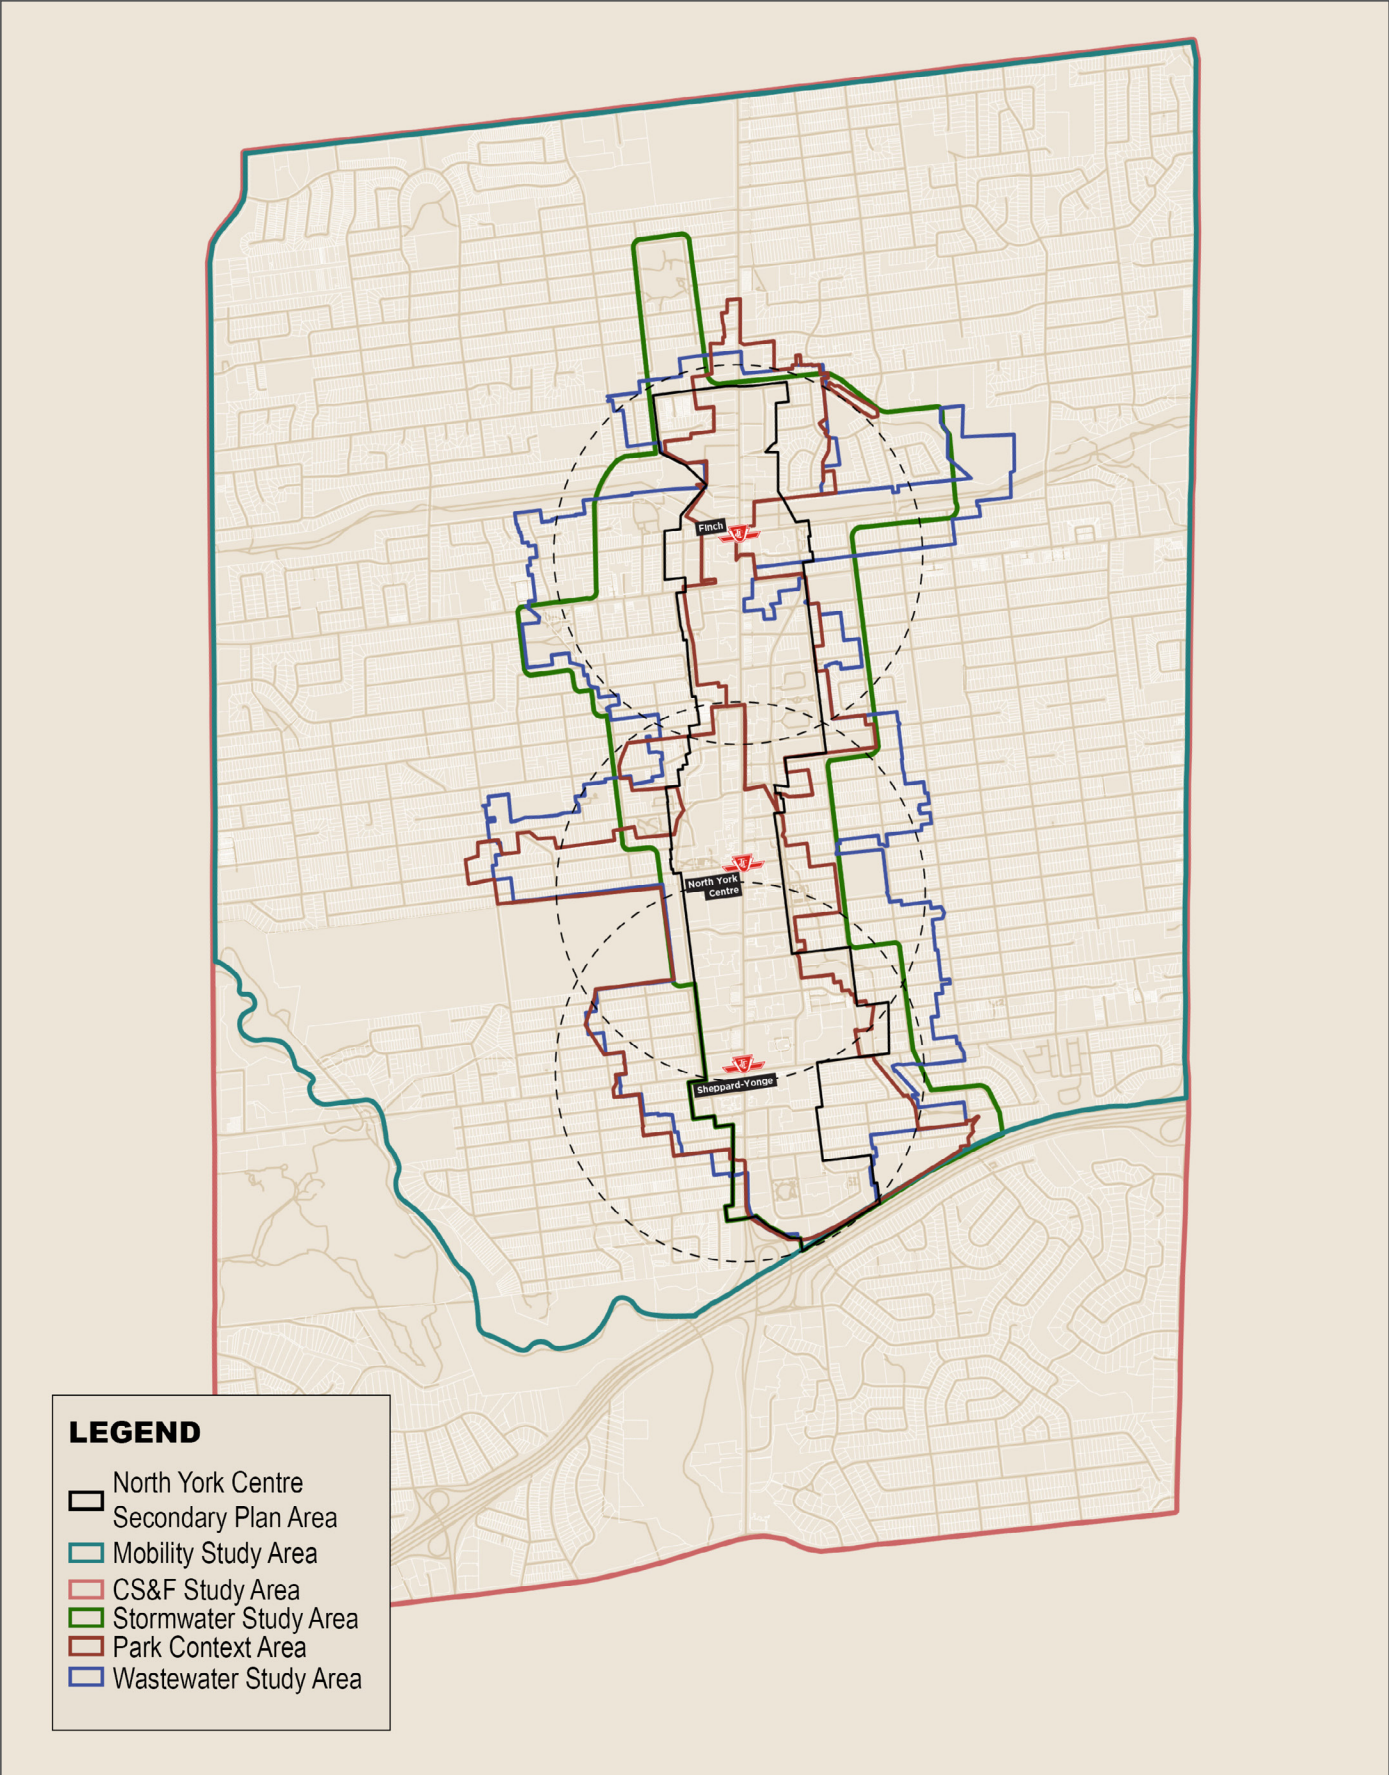 Finch
North York
Centre
Sheppard-Yonge
LEGEND
North York Centre
Secondary Plan Area
Mobility Study Area
CS&F Study Area
Stormwater Study Area
Park Context Area
Wastewater Study Area